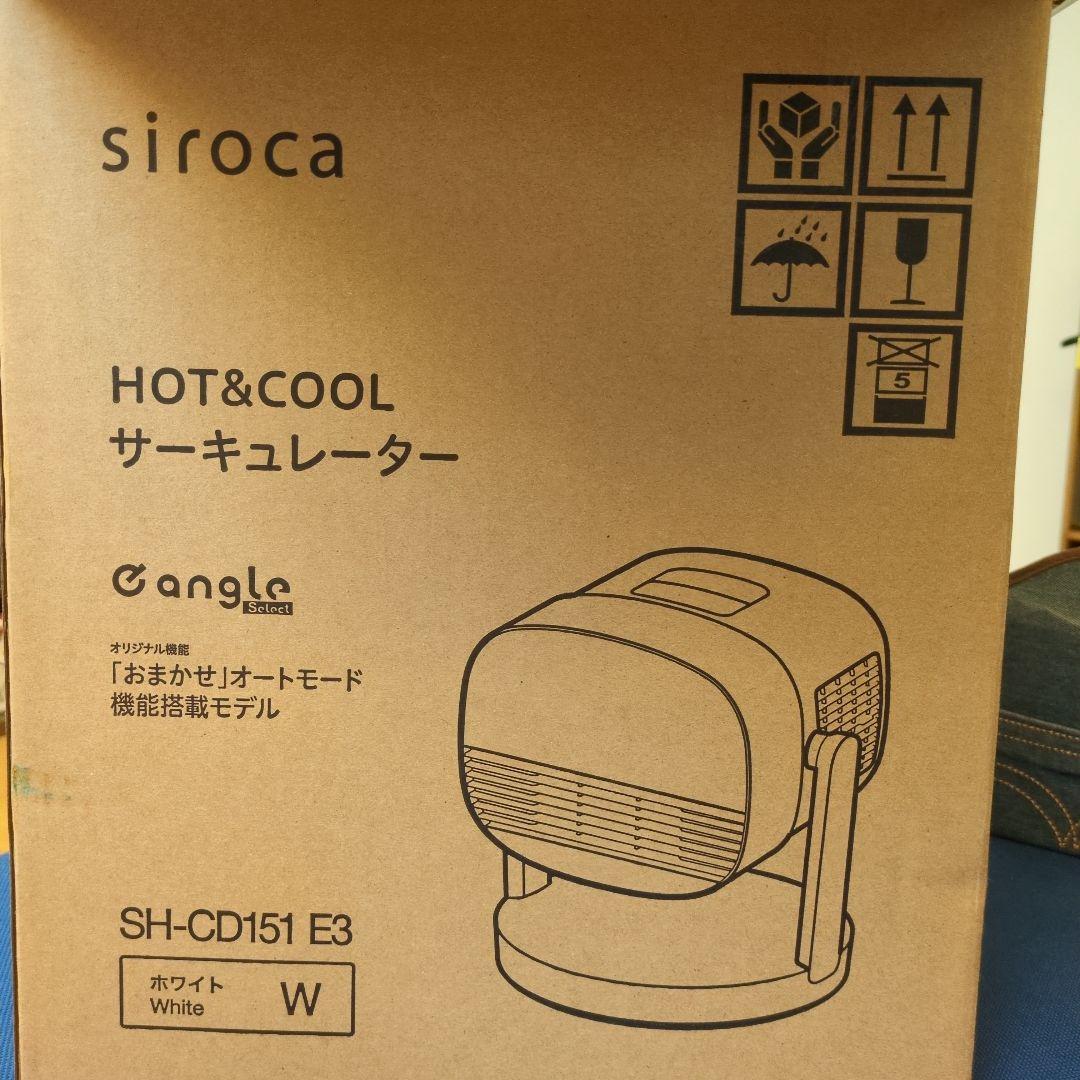 siroca
5
HOT&COOL
サーキュレーター
e angle
Select
オリジナル機能
「おまかせ」オートモード
機能搭載モデル
SH-CD151 E3
ホワイト
White
W